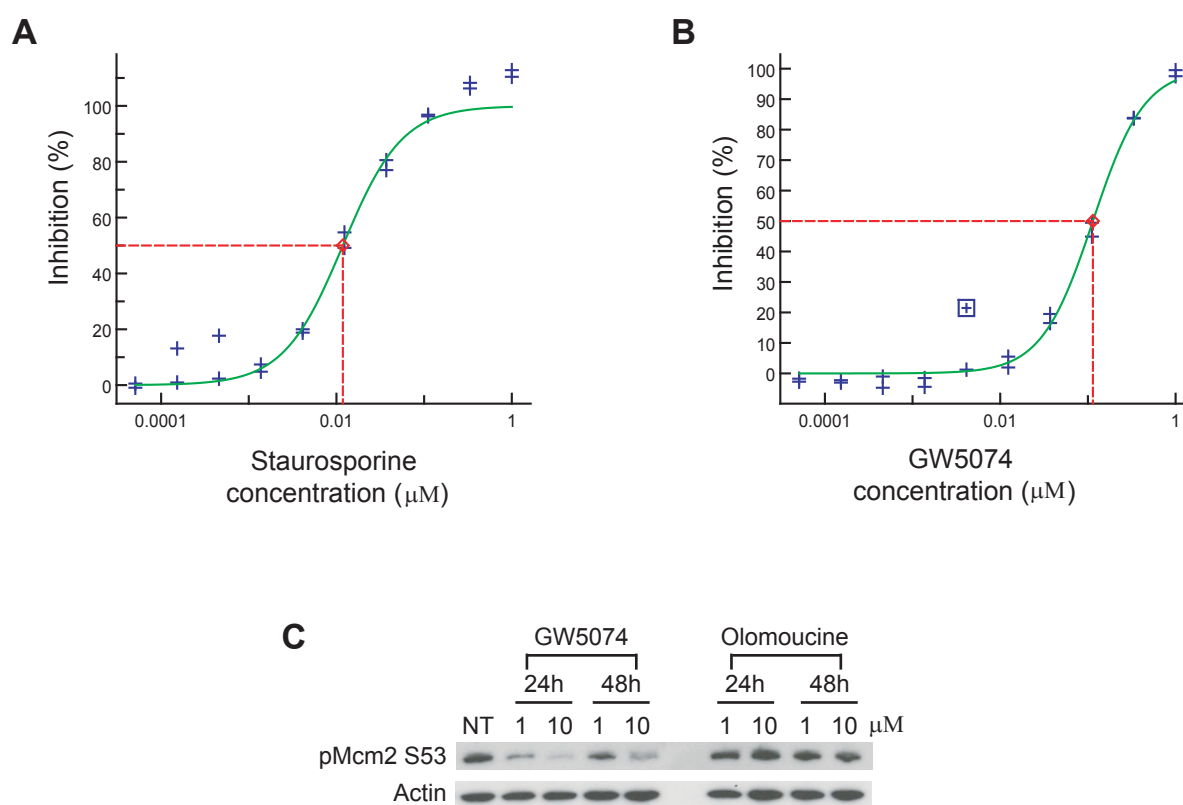 A
Inhibition (%)
100
80
60
40
20
0
0.0001
0.01
1
Staurosporine
concentration (μM)
B
Inhibition (%)
100
90
80
70
60
50
40
30
20
10
0
0.0001
0.01
1
GW5074
concentration (μM)
C
GW5074 Olomoucine
24h 48h 24h 48h
NT 1 10 1 10 1 10 1 10 μM
pMcm2 S53
Actin